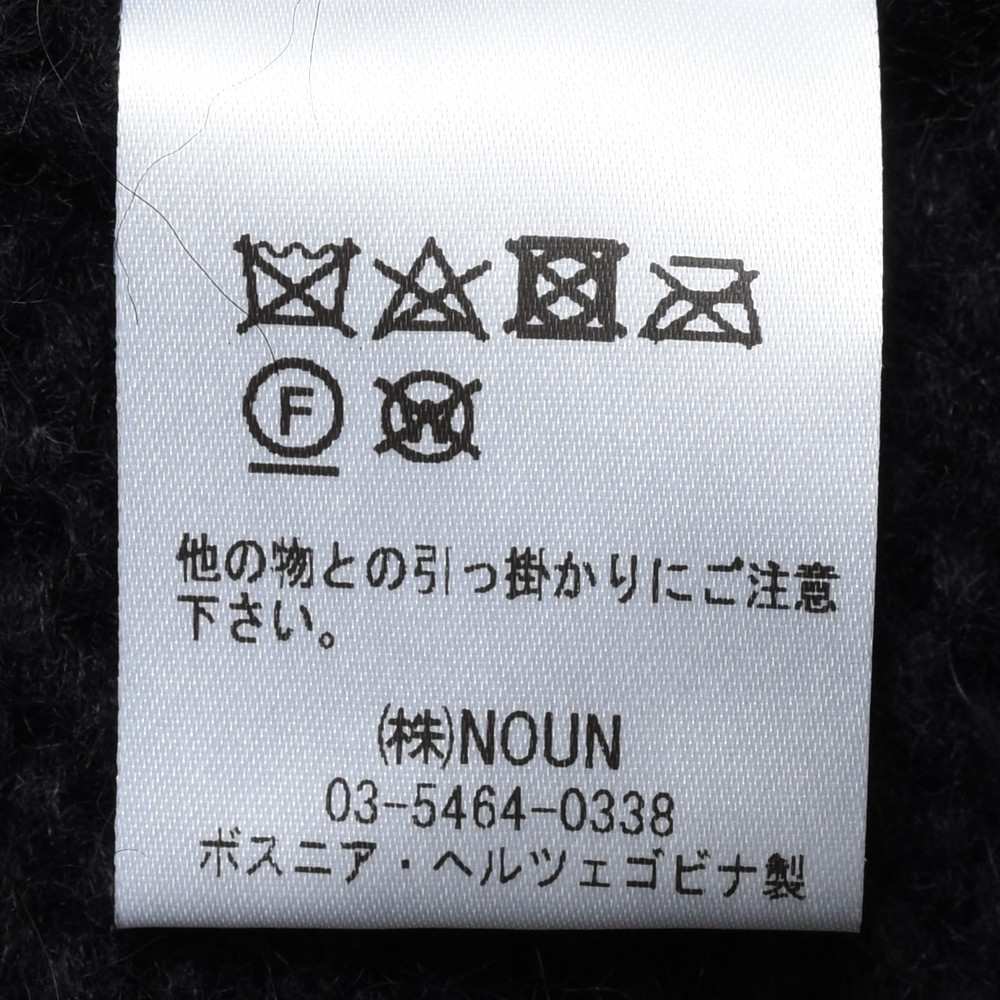 F
W
他の物との引っ掛かりにご注意
下さい。
㈱NOUN
03-5464-0338
ボスニア・ヘルツェゴビナ製